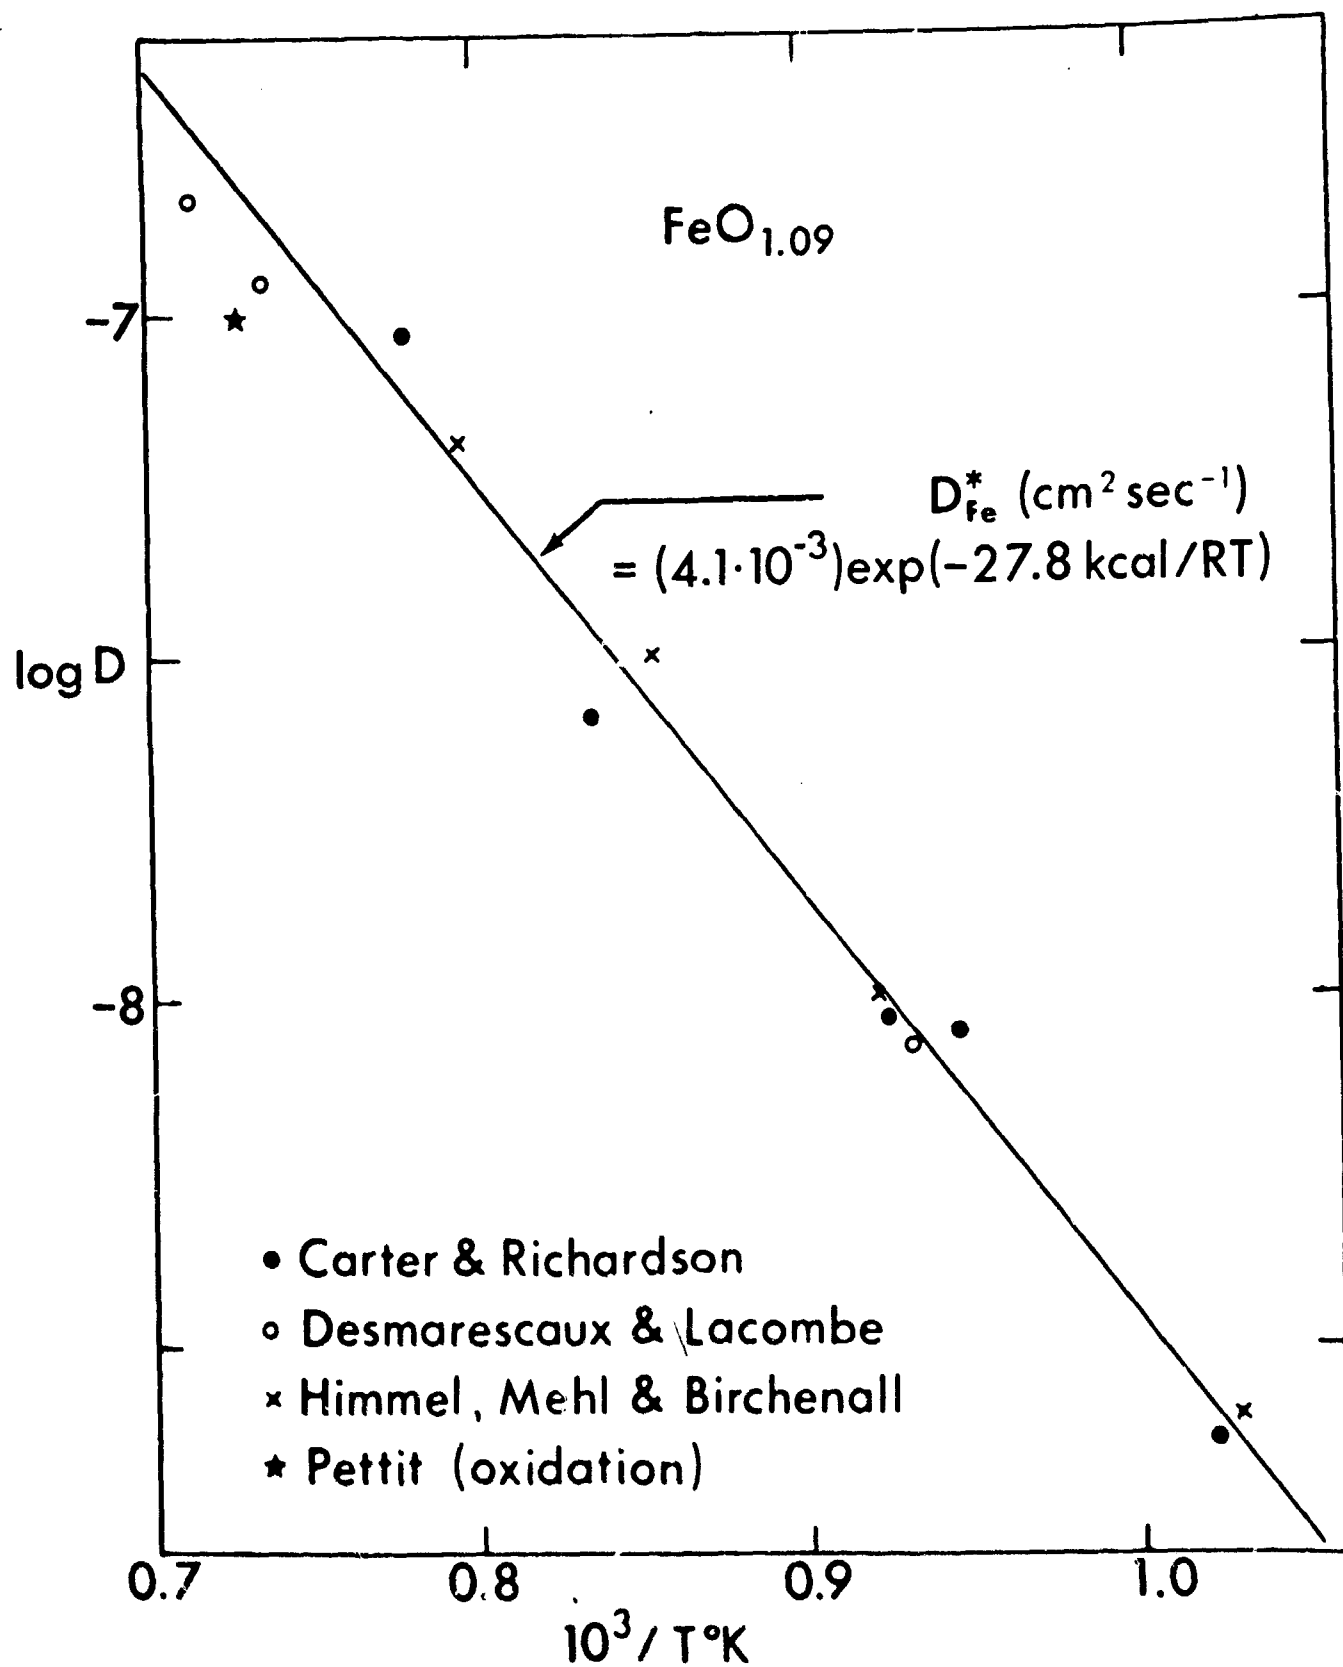 FeO1.09
-7
D*Fe (cm² sec⁻¹)
= (4.1·10⁻³)exp(-27.8 kcal/RT)
log D
-8
● Carter & Richardson
○ Desmarescaux & Lacombe
× Himmel, Mehl & Birchenall
★ Pettit (oxidation)
0.7 0.8 0.9 1.0
10³/T°K